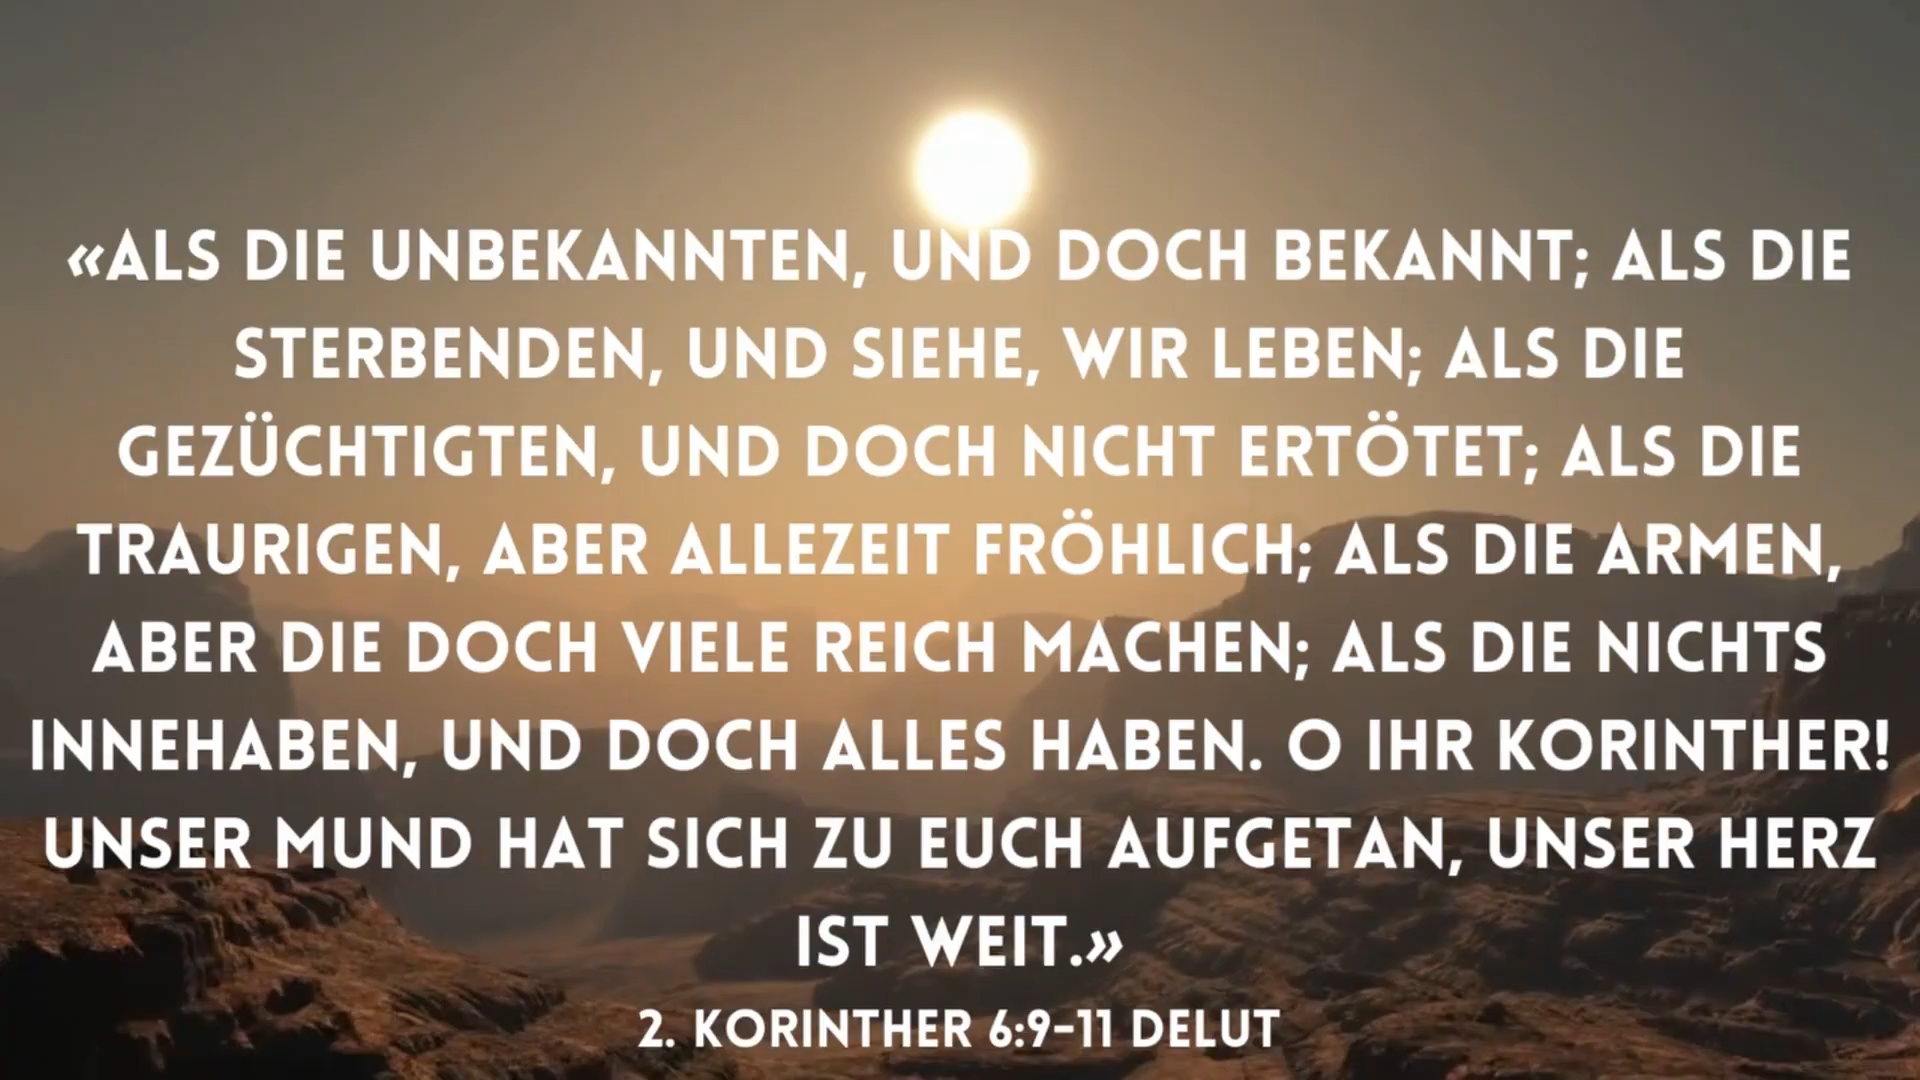 «ALS DIE UNBEKANNTEN, UND DOCH BEKANNT; ALS DIE
STERBENDEN, UND SIEHE, WIR LEBEN; ALS DIE
GEZÜCHTIGTEN, UND DOCH NICHT ERTÖTET; ALS DIE
TRAURIGEN, ABER ALLEZEIT FRÖHLICH; ALS DIE ARMEN,
ABER DIE DOCH VIELE REICH MACHEN; ALS DIE NICHTS
INNEHABEN, UND DOCH ALLES HABEN. O IHR KORINTHER!
UNSER MUND HAT SICH ZU EUCH AUFGETAN, UNSER HERZ
IST WEIT.»
2. KORINTHER 6:9-11 DELUT